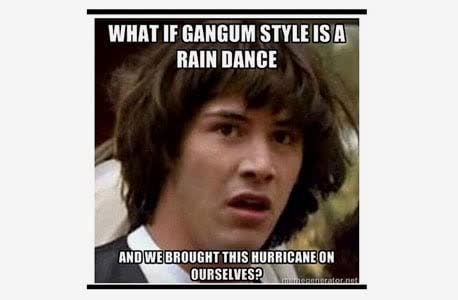 WHAT IF GANGUM STYLE IS A
RAIN DANCE
AND WE BROUGHT THIS HURRICANE ON
OURSELVES?
memegenerator.net